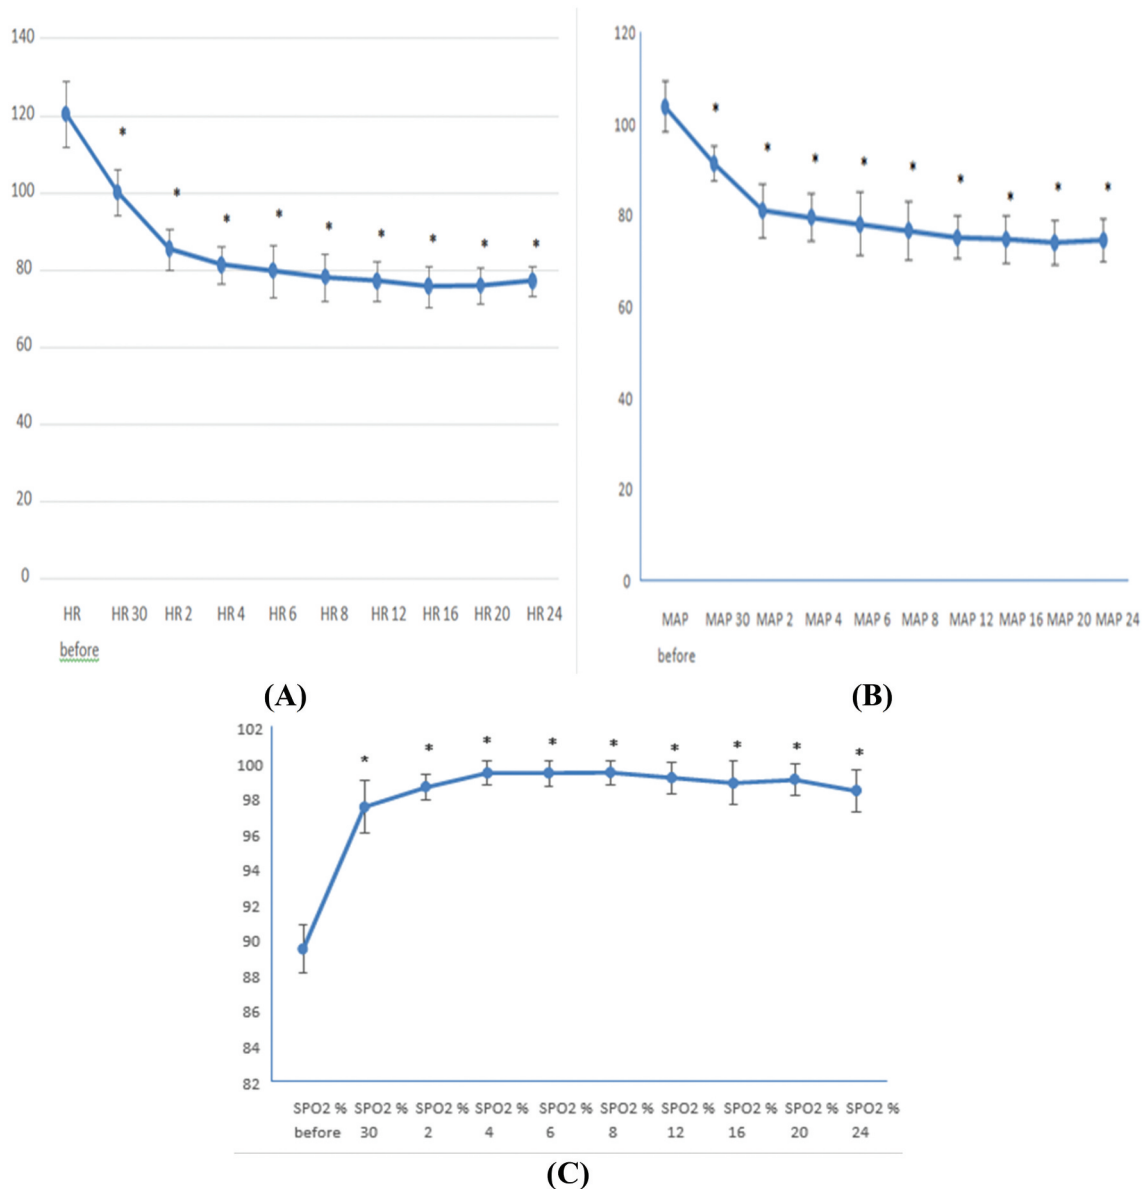 140
120
100
80
60
40
20
0
* * * * * * * * *
HR before
HR 30
HR 2
HR 4
HR 6
HR 8
HR 12
HR 16
HR 20
HR 24
(A)
120
100
80
60
40
20
0
* * * * * * * * *
MAP before
MAP 30
MAP 2
MAP 4
MAP 6
MAP 8
MAP 12
MAP 16
MAP 20
MAP 24
(B)
102
100
98
96
94
92
90
88
86
84
82
* * * * * * * * *
SPO2 % before
SPO2 % 30
SPO2 % 2
SPO2 % 4
SPO2 % 6
SPO2 % 8
SPO2 % 12
SPO2 % 16
SPO2 % 20
SPO2 % 24
(C)